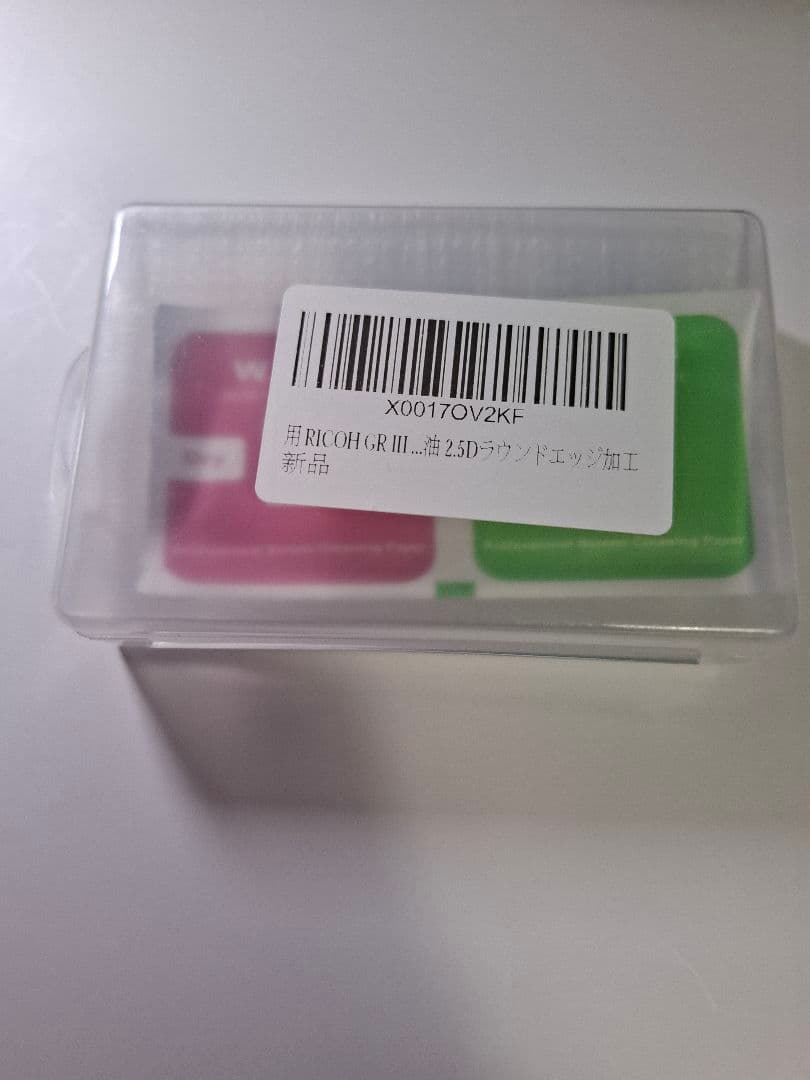 X0017OV2KF
用 RICOH GR III ...油 2.5Dラウンドエッジ加工
新品